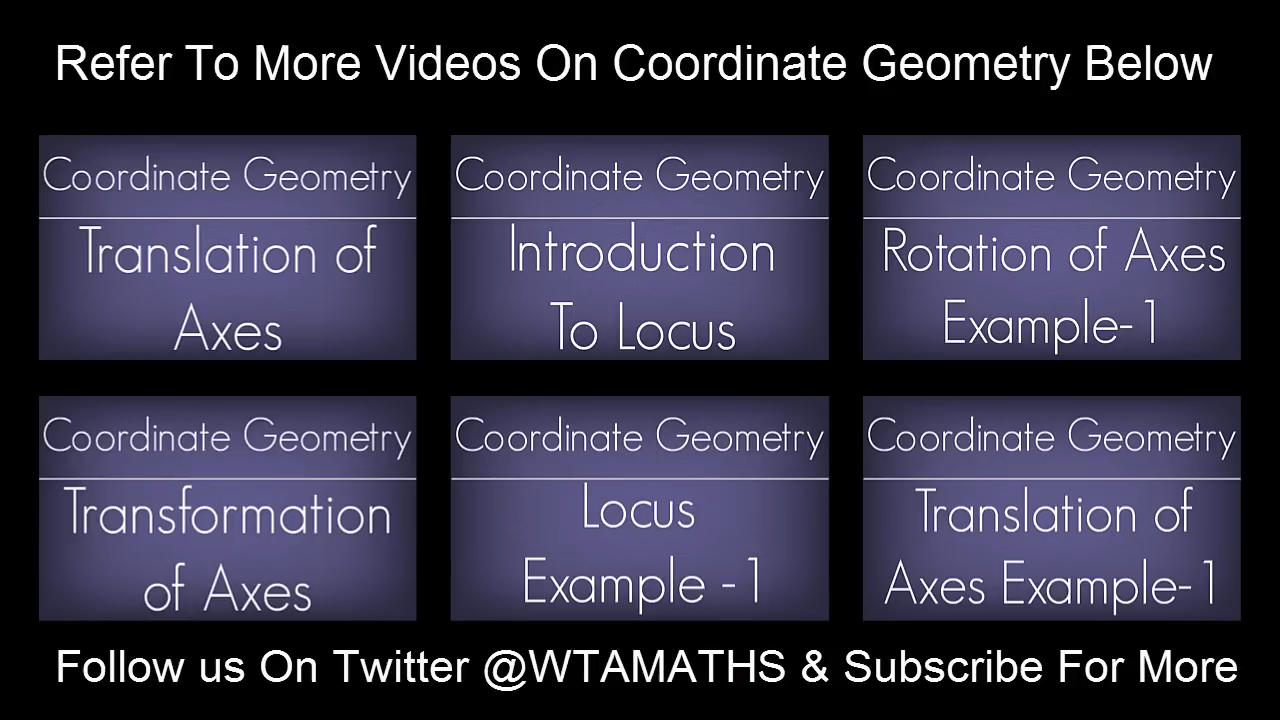 Refer To More Videos On Coordinate Geometry Below
Coordinate Geometry
Translation of
Axes
Coordinate Geometry
Introduction
To Locus
Coordinate Geometry
Rotation of Axes
Example-1
Coordinate Geometry
Transformation
of Axes
Coordinate Geometry
Locus
Example -1
Coordinate Geometry
Translation of
Axes Example-1
Follow us On Twitter @WTAMATHS & Subscribe For More